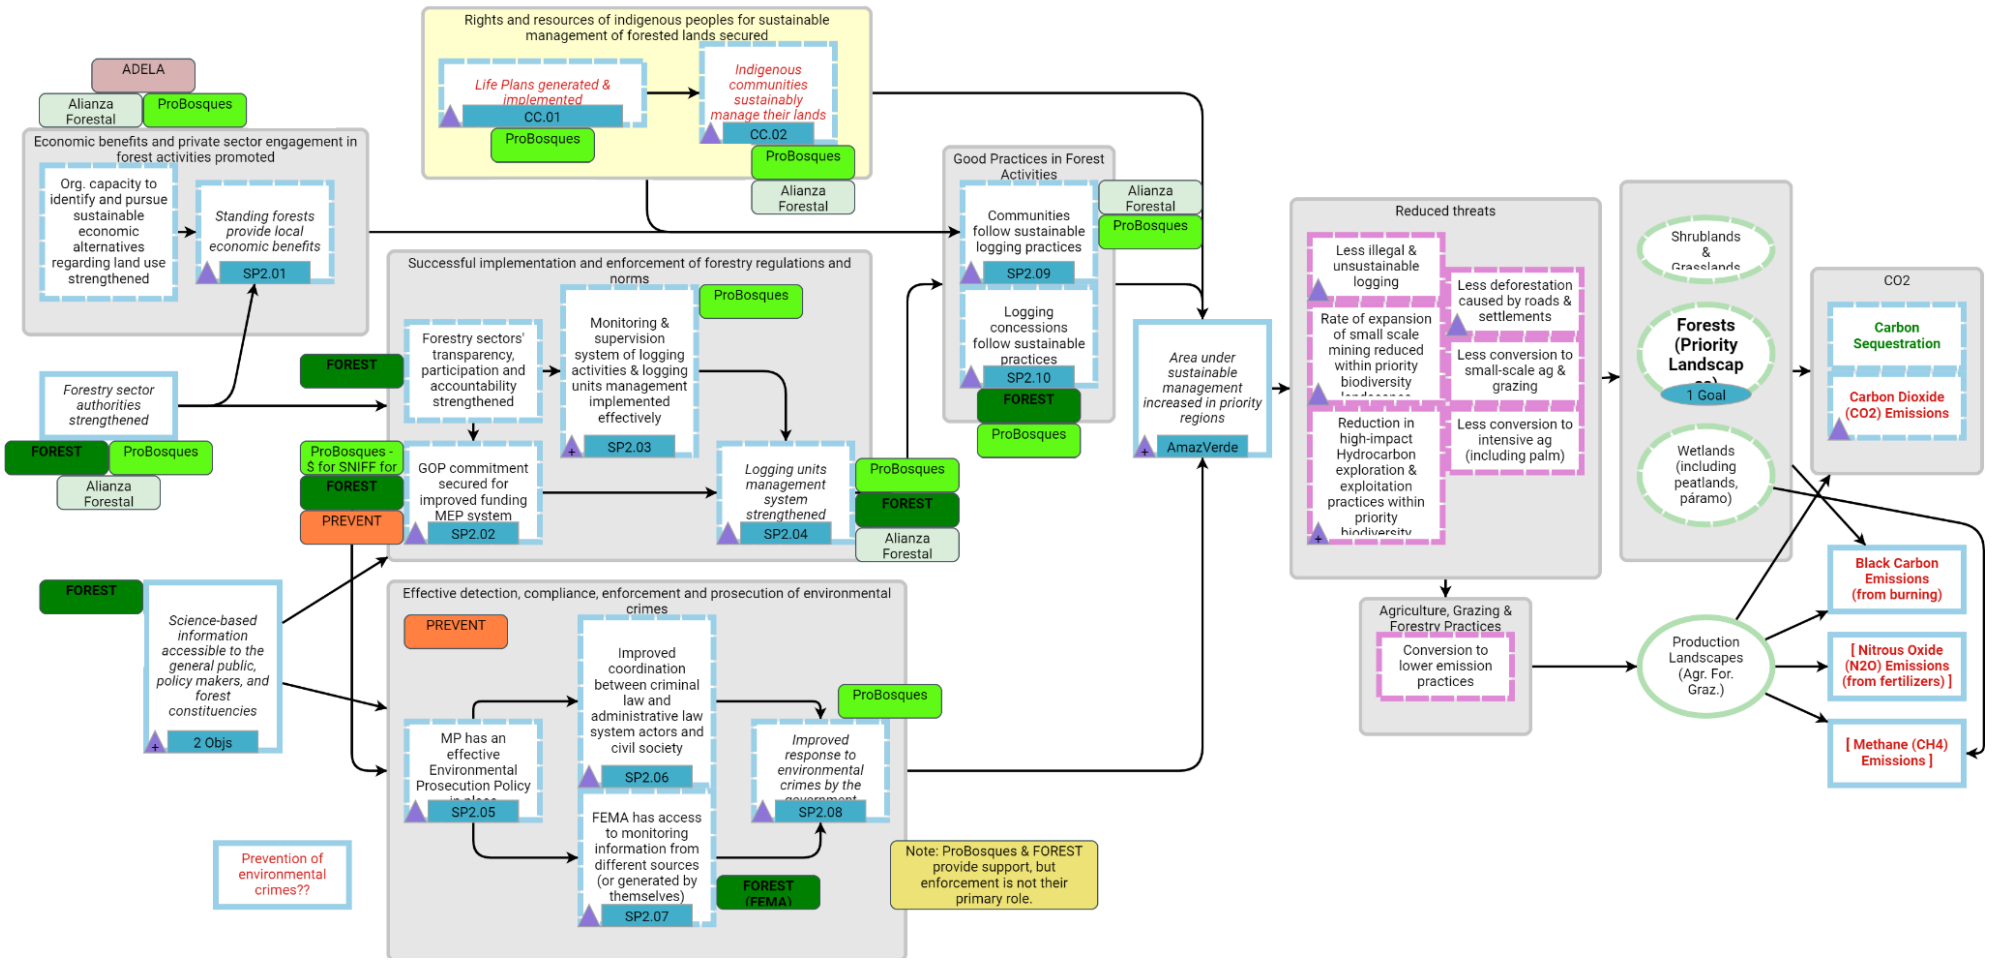 Rights and resources of indigenous peoples for sustainable
management of forested lands secured
Life Plans generated &
implemented
CC.01
ProBosques
Indigenous
communities
sustainably
manage their lands
CC.02
ProBosques
Alianza
Forestal
ADELA
Alianza
Forestal
ProBosques
Economic benefits and private sector engagement in
forest activities promoted
Org. capacity to
identify and pursue
sustainable
economic
alternatives
regarding land use
strengthened
Standing forests
provide local
economic benefits
SP2.01
Forestry sector
authorities
strengthened
FOREST
ProBosques
Alianza
Forestal
Successful implementation and enforcement of forestry regulations and
norms
ProBosques
FOREST
Forestry sectors'
transparency,
participation and
accountability
strengthened
Monitoring &
supervision
system of logging
activities & logging
units management
implemented
effectively
SP2.03
ProBosques -
$ for SNIFF for
FOREST
PREVENT
GOP commitment
secured for
improved funding
MEP system
SP2.02
Logging units
management
system
strengthened
SP2.04
ProBosques
FOREST
Alianza
Forestal
Good Practices in Forest
Activities
Communities
follow sustainable
logging practices
SP2.09
Alianza
Forestal
ProBosques
Logging
concessions
follow sustainable
practices
SP2.10
FOREST
ProBosques
FOREST
Science-based
information
accessible to the
general public,
policy makers, and
forest
constituencies
2 Objs
Effective detection, compliance, enforcement and prosecution of environmental
crimes
PREVENT
MP has an
effective
Environmental
Prosecution Policy
in place
SP2.05
Improved
coordination
between criminal
law and
administrative law
system actors and
civil society
SP2.06
FEMA has access
to monitoring
information from
different sources
(or generated by
themselves)
SP2.07
FOREST
(FEMA)
ProBosques
Improved
response to
environmental
crimes by the
government
SP2.08
Note: ProBosques & FOREST
provide support, but
enforcement is not their
primary role.
Prevention of
environmental
crimes??
Area under
sustainable
management
increased in priority
regions
AmazVerde
Reduced threats
Less illegal &
unsustainable
logging
Rate of expansion
of small scale
mining reduced
within priority
biodiversity
landscapes
Reduction in
high-impact
Hydrocarbon
exploration &
exploitation
practices within
priority
biodiversity
Less deforestation
caused by roads &
settlements
Less conversion to
small-scale ag &
grazing
Less conversion to
intensive ag
(including palm)
Agriculture, Grazing &
Forestry Practices
Conversion to
lower emission
practices
Shrublands
&
Grasslands
Forests
(Priority
Landscap
es)
1 Goal
Wetlands
(including
peatlands,
páramo)
Production
Landscapes
(Agr. For.
Graz.)
CO2
Carbon
Sequestration
Carbon Dioxide
(CO2) Emissions
Black Carbon
Emissions
(from burning)
[ Nitrous Oxide
(N2O) Emissions
(from fertilizers) ]
[ Methane (CH4)
Emissions ]